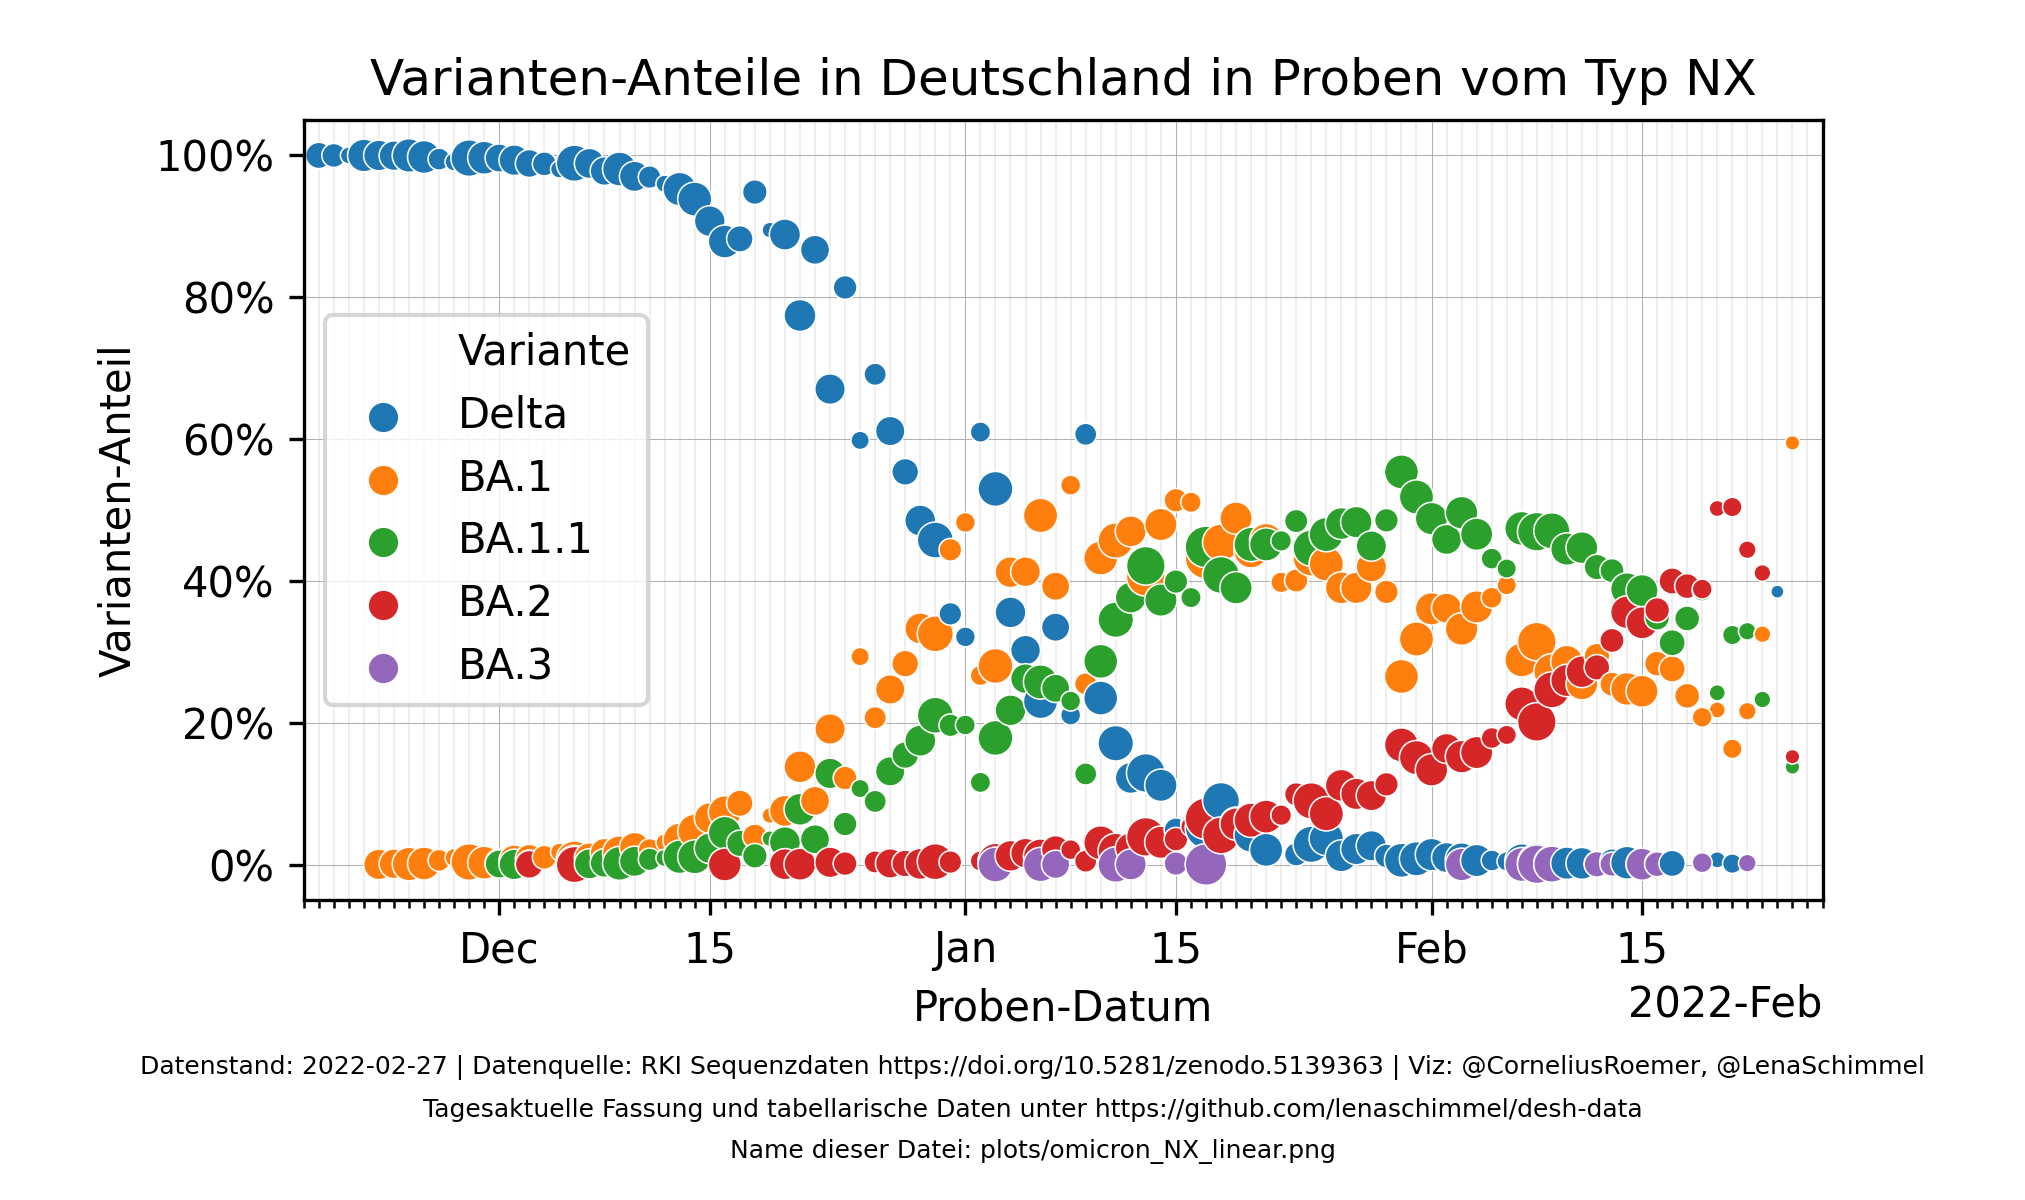 Varianten-Anteile in Deutschland in Proben vom Typ NX
100%
80%
60%
40%
20%
0%
Varianten-Anteil
Variante
Delta
BA.1
BA.1.1
BA.2
BA.3
Dec 15 Jan 15 Feb 15
Proben-Datum
2022-Feb
Datenstand: 2022-02-27 | Datenquelle: RKI Sequenzdaten https://doi.org/10.5281/zenodo.5139363 | Viz: @CorneliusRoemer, @LenaSchimmel
Tagesaktuelle Fassung und tabellarische Daten unter https://github.com/lenaschimmel/desh-data
Name dieser Datei: plots/omicron_NX_linear.png